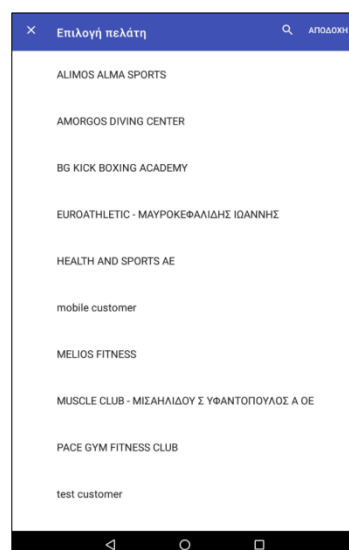 Επιλογή πελάτη ΑΠΟΔΟΧΗ
ALIMOS ALMA SPORTS
AMORGOS DIVING CENTER
BG KICK BOXING ACADEMY
EUROATHLETIC - ΜΑΥΡΟΚΕΦΑΛΙΔΗΣ ΙΩΑΝΝΗΣ
HEALTH AND SPORTS AE
mobile customer
MELIOS FITNESS
MUSCLE CLUB - ΜΙΣΑΗΛΙΔΟΥ Σ ΥΦΑΝΤΟΠΟΥΛΟΣ Α ΟΕ
PACE GYM FITNESS CLUB
test customer